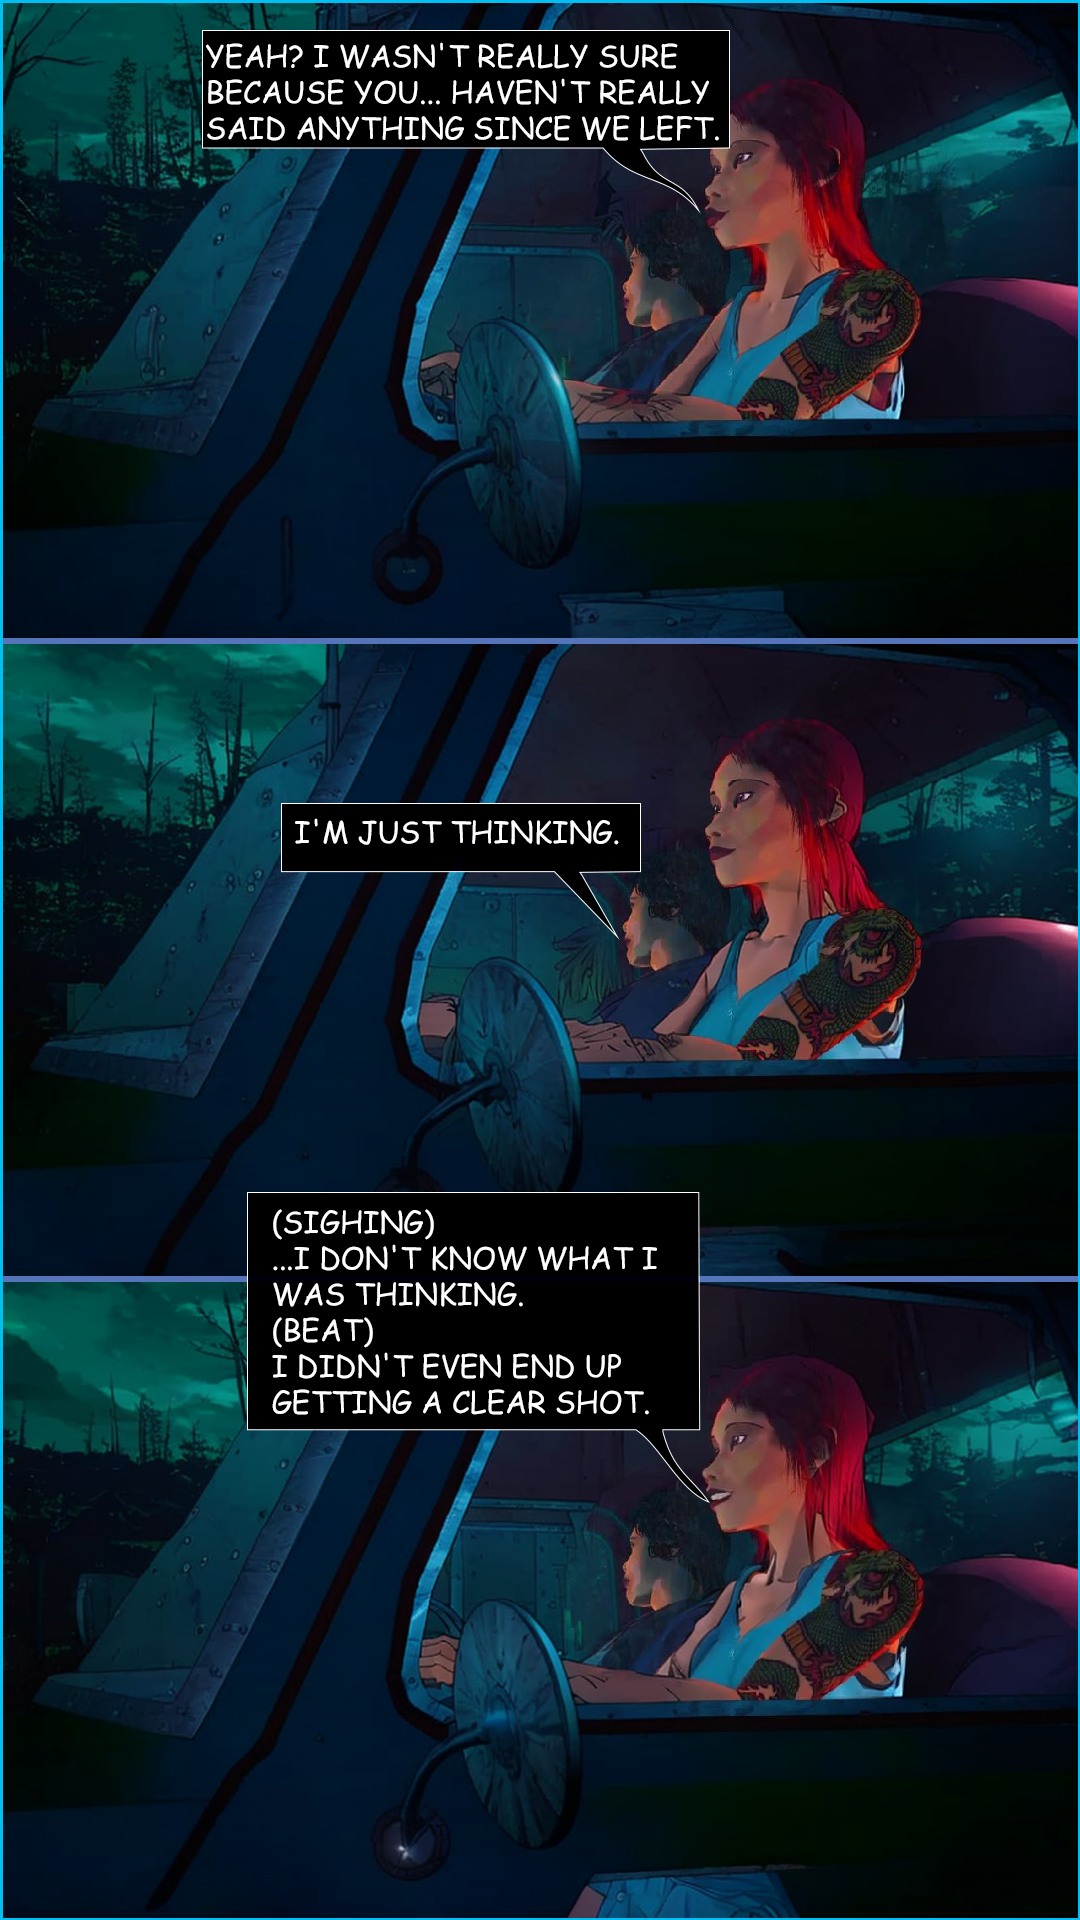 YEAH? I WASN'T REALLY SURE
BECAUSE YOU... HAVEN'T REALLY
SAID ANYTHING SINCE WE LEFT.
I'M JUST THINKING.
(SIGHING)
...I DON'T KNOW WHAT I
WAS THINKING.
(BEAT)
I DIDN'T EVEN END UP
GETTING A CLEAR SHOT.